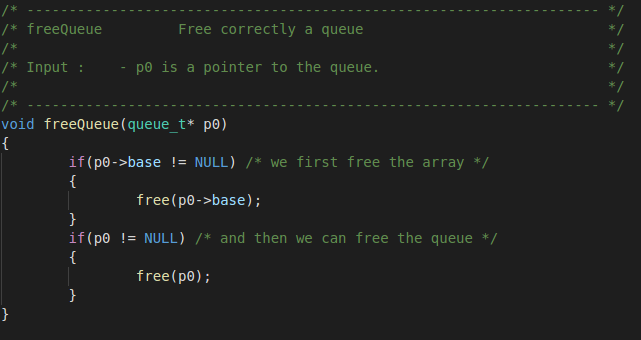 /* -------------------------------------------------------------------- */
/* freeQueue         Free correctly a queue                             */
/*                                                                      */
/* Input :    - p0 is a pointer to the queue.                           */
/*                                                                      */
/* -------------------------------------------------------------------- */
void freeQueue(queue_t* p0)
{
        if(p0->base != NULL) /* we first free the array */
        {
                free(p0->base);
        }
        if(p0 != NULL) /* and then we can free the queue */
        {
                free(p0);
        }
}